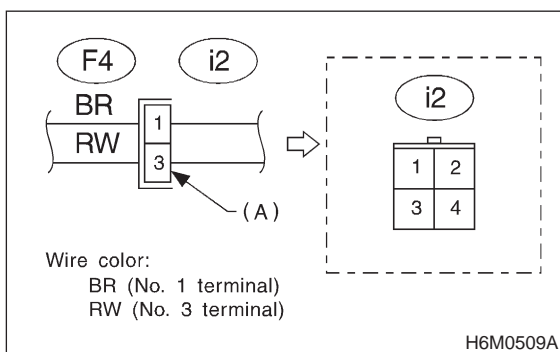 F4 i2 i2
BR
RW
1
3
(A)
1 2
3 4
Wire color:
BR (No. 1 terminal)
RW (No. 3 terminal)
H6M0509A